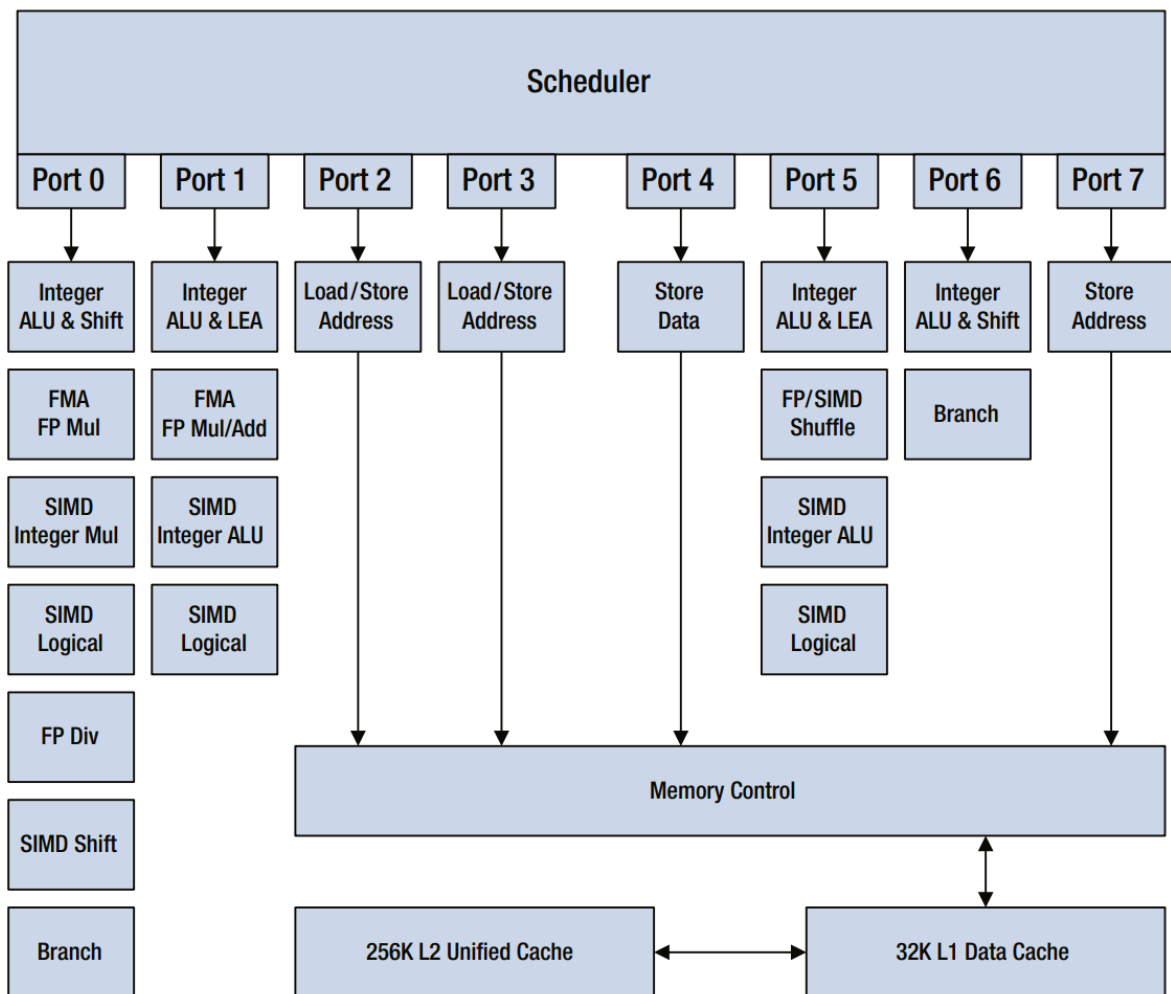 Scheduler
Port 0
Port 1
Port 2
Port 3
Port 4
Port 5
Port 6
Port 7
Integer
ALU & Shift
Integer
ALU & LEA
Load/Store
Address
Load/Store
Address
Store
Data
Integer
ALU & LEA
Integer
ALU & Shift
Store
Address
FMA
FP Mul
FMA
FP Mul/Add
FP/SIMD
Shuffle
Branch
SIMD
Integer Mul
SIMD
Integer ALU
SIMD
Integer ALU
SIMD
Logical
SIMD
Logical
SIMD
Logical
FP Div
Memory Control
SIMD Shift
Branch
256K L2 Unified Cache
32K L1 Data Cache